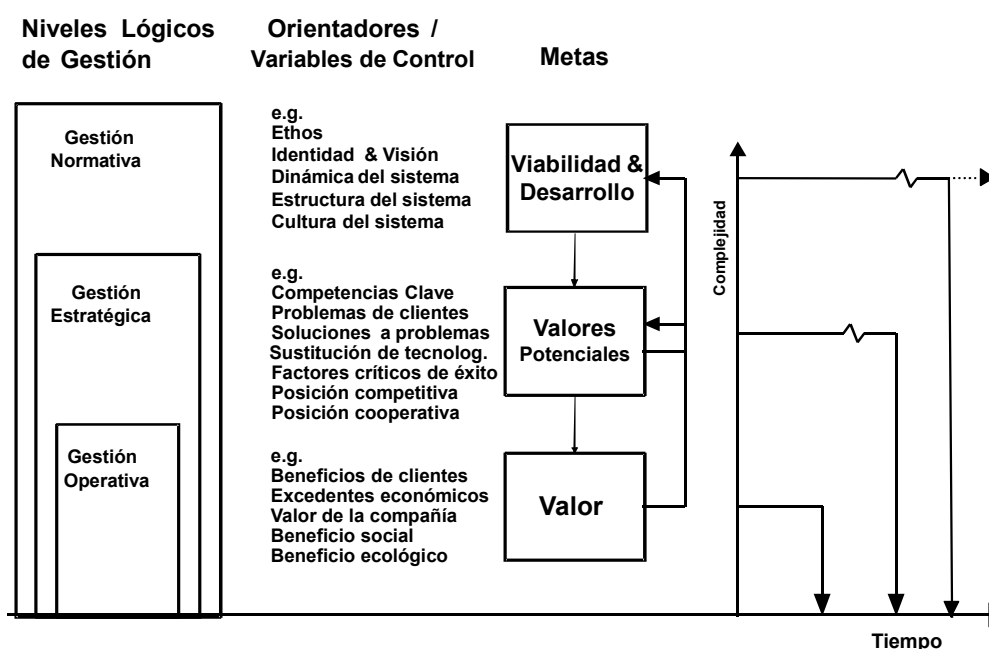 Niveles Lógicos
de Gestión
Orientadores /
Variables de Control
Metas
Gestión
Normativa
e.g.
Ethos
Identidad & Visión
Dinámica del sistema
Estructura del sistema
Cultura del sistema
Viabilidad &
Desarrollo
Gestión
Estratégica
e.g.
Competencias Clave
Problemas de clientes
Soluciones a problemas
Sustitución de tecnolog.
Factores críticos de éxito
Posición competitiva
Posición cooperativa
Valores
Potenciales
Gestión
Operativa
e.g.
Beneficios de clientes
Excedentes económicos
Valor de la compañía
Beneficio social
Beneficio ecológico
Valor
Complejidad
Tiempo